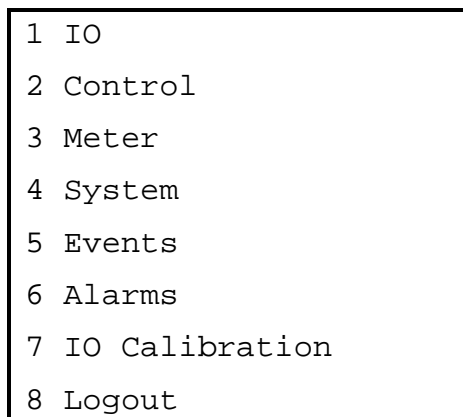 1 IO
2 Control
3 Meter
4 System
5 Events
6 Alarms
7 IO Calibration
8 Logout